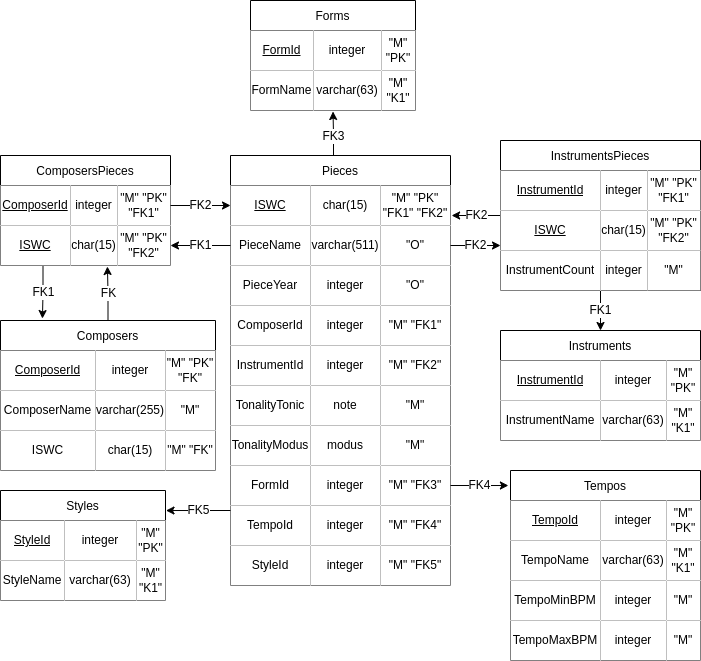 Forms
FormId integer "M" "PK"
FormName varchar(63) "M" "K1"
FK3
ComposersPieces
ComposerId integer "M" "PK" "FK1"
ISWC char(15) "M" "PK" "FK2"
FK2
FK1
Pieces
ISWC char(15) "M" "PK" "FK1" "FK2"
PieceName varchar(511) "O"
PieceYear integer "O"
ComposerId integer "M" "FK1"
InstrumentId integer "M" "FK2"
TonalityTonic note "M"
TonalityModus modus "M"
FormId integer "M" "FK3"
TempoId integer "M" "FK4"
StyleId integer "M" "FK5"
FK2
FK2
InstrumentsPieces
InstrumentId integer "M" "PK" "FK1"
ISWC char(15) "M" "PK" "FK2"
InstrumentCount integer "M"
FK1
FK1
FK
Composers
ComposerId integer "M" "PK" "FK"
ComposerName varchar(255) "M"
ISWC char(15) "M" "FK"
Instruments
InstrumentId integer "M" "PK"
InstrumentName varchar(63) "M" "K1"
Styles
StyleId integer "M" "PK"
StyleName varchar(63) "M" "K1"
FK5
FK4
Tempos
TempoId integer "M" "PK"
TempoName varchar(63) "M" "K1"
TempoMinBPM integer "M"
TempoMaxBPM integer "M"